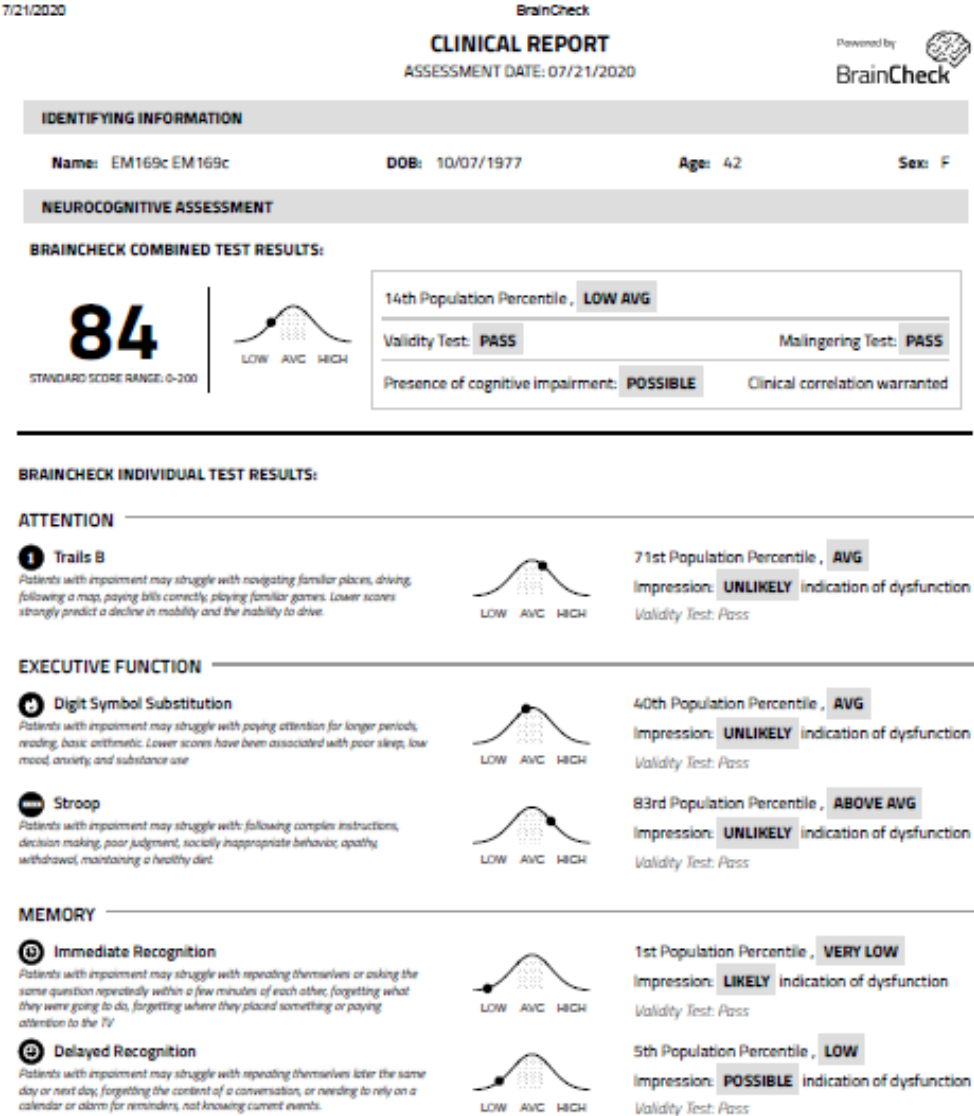 7/21/2020 BrainCheck
CLINICAL REPORT
ASSESSMENT DATE: 07/21/2020
Powered by
BrainCheck
IDENTIFYING INFORMATION
Name: EM169c EM169c DOB: 10/07/1977 Age: 42 Sex: F
NEUROCOGNITIVE ASSESSMENT
BRAINCHECK COMBINED TEST RESULTS:
84
STANDARD SCORE RANGE: 0-200
LOW AVG HIGH
14th Population Percentile , LOW AVG
Validity Test: PASS Malingering Test: PASS
Presence of cognitive impairment: POSSIBLE Clinical correlation warranted
BRAINCHECK INDIVIDUAL TEST RESULTS:
ATTENTION
Trails B
Patients with impairment may struggle with navigating familiar places, driving,
following a map, paying bills correctly, playing familiar games. Lower scores
strongly predict a decline in mobility and the inability to drive.
LOW AVG HIGH
71st Population Percentile , AVG
Impression: UNLIKELY indication of dysfunction
Validity Test: Pass
EXECUTIVE FUNCTION
Digit Symbol Substitution
Patients with impairment may struggle with paying attention for longer periods,
reading, basic arithmetic. Lower scores have been associated with poor sleep, low
mood, anxiety, and substance use
LOW AVG HIGH
40th Population Percentile , AVG
Impression: UNLIKELY indication of dysfunction
Validity Test: Pass
Stroop
Patients with impairment may struggle with: following complex instructions,
decision making, poor judgment, socially inappropriate behavior, apathy,
withdrawal, maintaining a healthy diet
LOW AVG HIGH
83rd Population Percentile , ABOVE AVG
Impression: UNLIKELY indication of dysfunction
Validity Test: Pass
MEMORY
Immediate Recognition
Patients with impairment may struggle with repeating themselves or asking the
same question repeatedly within a few minutes of each other, forgetting what
they were going to do, forgetting where they placed something or paying
attention to the TV
LOW AVG HIGH
1st Population Percentile , VERY LOW
Impression: LIKELY indication of dysfunction
Validity Test: Pass
Delayed Recognition
Patients with impairment may struggle with repeating themselves later the same
day or next day, forgetting the content of a conversation, or needing to rely on a
calendar or alarm for reminders, not knowing current events.
LOW AVG HIGH
5th Population Percentile , LOW
Impression: POSSIBLE indication of dysfunction
Validity Test: Pass